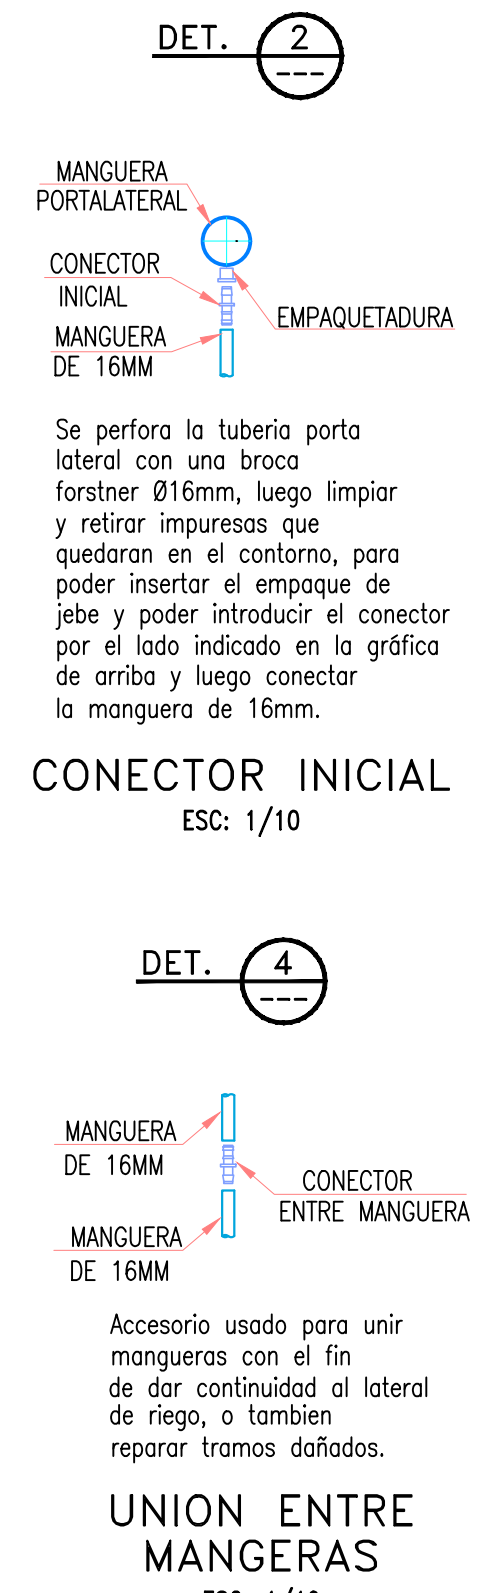 DET. 2
---
MANGUERA
PORTALATERAL
CONECTOR
INICIAL
EMPAQUETADURA
MANGUERA
DE 16MM
Se perfora la tuberia porta
lateral con una broca
forstner Ø16mm, luego limpiar
y retirar impuresas que
quedaran en el contorno, para
poder insertar el empaque de
jebe y poder introducir el conector
por el lado indicado en la gráfica
de arriba y luego conectar
la manguera de 16mm.
CONECTOR INICIAL
ESC: 1/10
DET. 4
---
MANGUERA
DE 16MM
CONECTOR
ENTRE MANGUERA
MANGUERA
DE 16MM
Accesorio usado para unir
mangueras con el fin
de dar continuidad al lateral
de riego, o tambien
reparar tramos dañados.
UNION ENTRE
MANGERAS